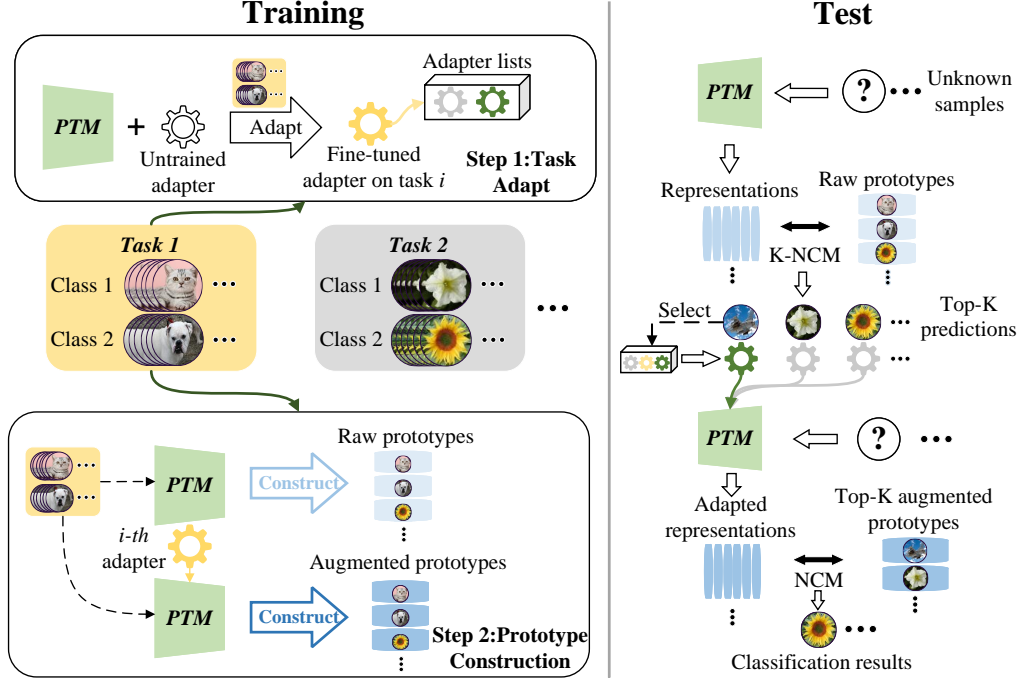 Training
Adapter lists
PTM
+
Adapt
Untrained
adapter
Fine-tuned
adapter on task i
Step 1:Task
Adapt
Task 1
Class 1
...
Class 2
...
Task 2
Class 1
...
Class 2
...
...
Raw prototypes
PTM
Construct
i-th
adapter
Augmented prototypes
PTM
Construct
Step 2:Prototype
Construction
Test
PTM
?
...
Unknown
samples
Representations
Raw prototypes
K-NCM
Select
...
Top-K
predictions
...
PTM
?
...
Adapted
representations
Top-K augmented
prototypes
NCM
...
Classification results